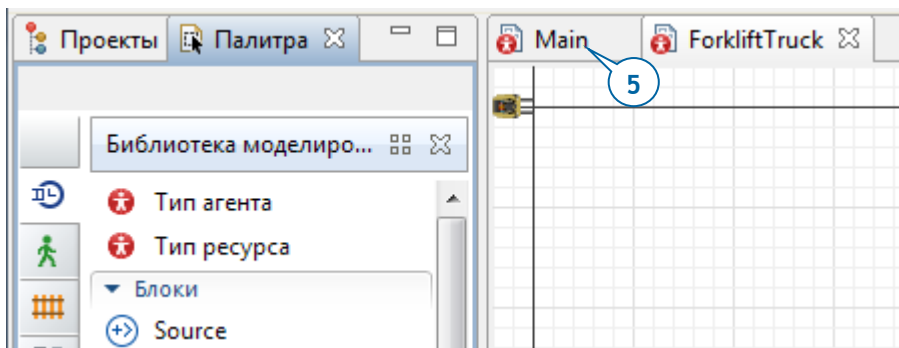 Проекты Палитра Main ForkliftTruck
5
Библиотека моделиро...
Тип агента
Тип ресурса
Блоки
Source